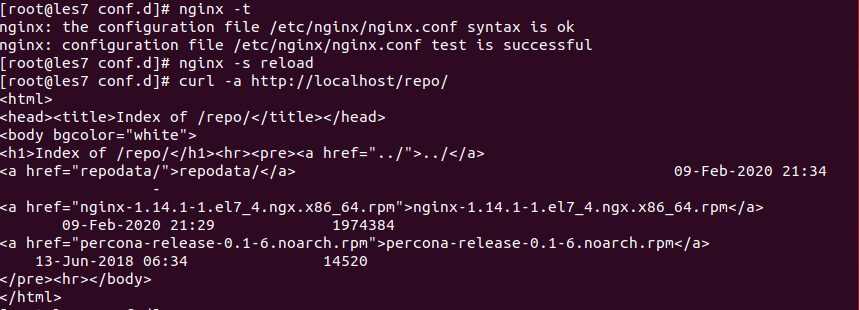 [root@les7 conf.d]# nginx -t
nginx: the configuration file /etc/nginx/nginx.conf syntax is ok
nginx: configuration file /etc/nginx/nginx.conf test is successful
[root@les7 conf.d]# nginx -s reload
[root@les7 conf.d]# curl -a http://localhost/repo/
<html>
<head><title>Index of /repo/</title></head>
<body bgcolor="white">
<h1>Index of /repo/</h1><hr><pre><a href="../">../</a>
<a href="repodata/">repodata/</a>                                          09-Feb-2020 21:34
                 -
<a href="nginx-1.14.1-1.el7_4.ngx.x86_64.rpm">nginx-1.14.1-1.el7_4.ngx.x86_64.rpm</a>
       09-Feb-2020 21:29             1974384
<a href="percona-release-0.1-6.noarch.rpm">percona-release-0.1-6.noarch.rpm</a>
    13-Jun-2018 06:34               14520
</pre><hr></body>
</html>